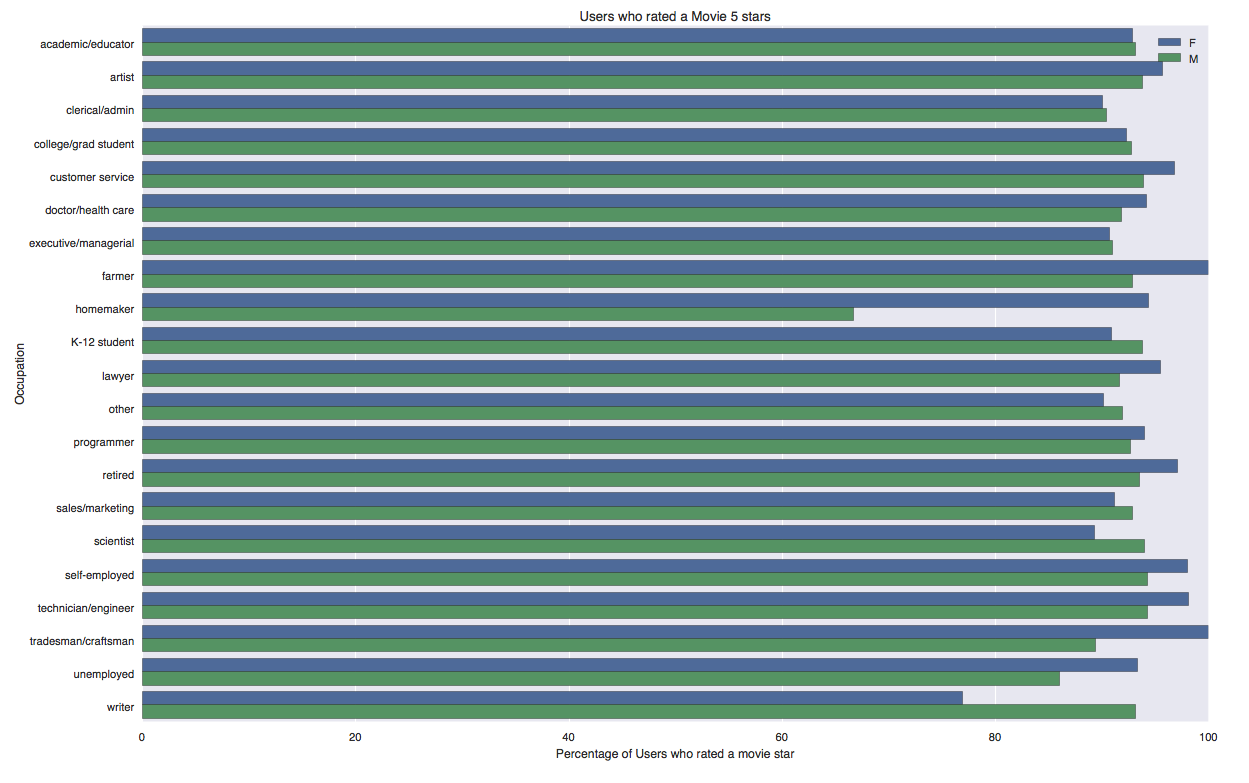 Users who rated a Movie 5 stars
F
M
academic/educator
artist
clerical/admin
college/grad student
customer service
doctor/health care
executive/managerial
farmer
homemaker
K-12 student
lawyer
other
programmer
retired
sales/marketing
scientist
self-employed
technician/engineer
tradesman/craftsman
unemployed
writer
Occupation
0 20 40 60 80 100
Percentage of Users who rated a movie star